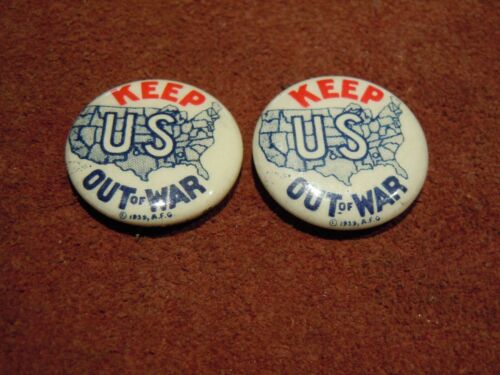 KEEP
US
OUT OF WAR
© 1939, A.F.G
KEEP
US
OUT OF WAR
© 1939, A.F.G